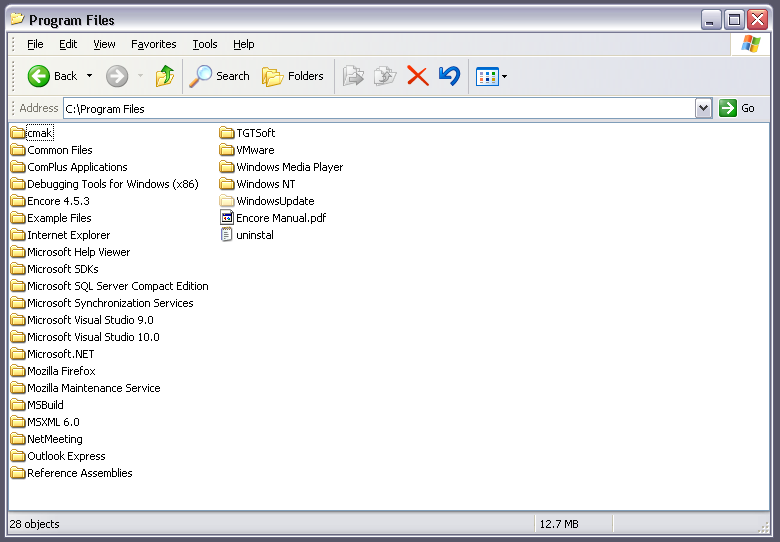 Program Files
File Edit View Favorites Tools Help
Back Search Folders
Address C:\Program Files Go
cmak
Common Files
ComPlus Applications
Debugging Tools for Windows (x86)
Encore 4.5.3
Example Files
Internet Explorer
Microsoft Help Viewer
Microsoft SDKs
Microsoft SQL Server Compact Edition
Microsoft Synchronization Services
Microsoft Visual Studio 9.0
Microsoft Visual Studio 10.0
Microsoft.NET
Mozilla Firefox
Mozilla Maintenance Service
MSBuild
MSXML 6.0
NetMeeting
Outlook Express
Reference Assemblies
TGTSoft
VMware
Windows Media Player
Windows NT
WindowsUpdate
Encore Manual.pdf
uninstal
28 objects 12.7 MB